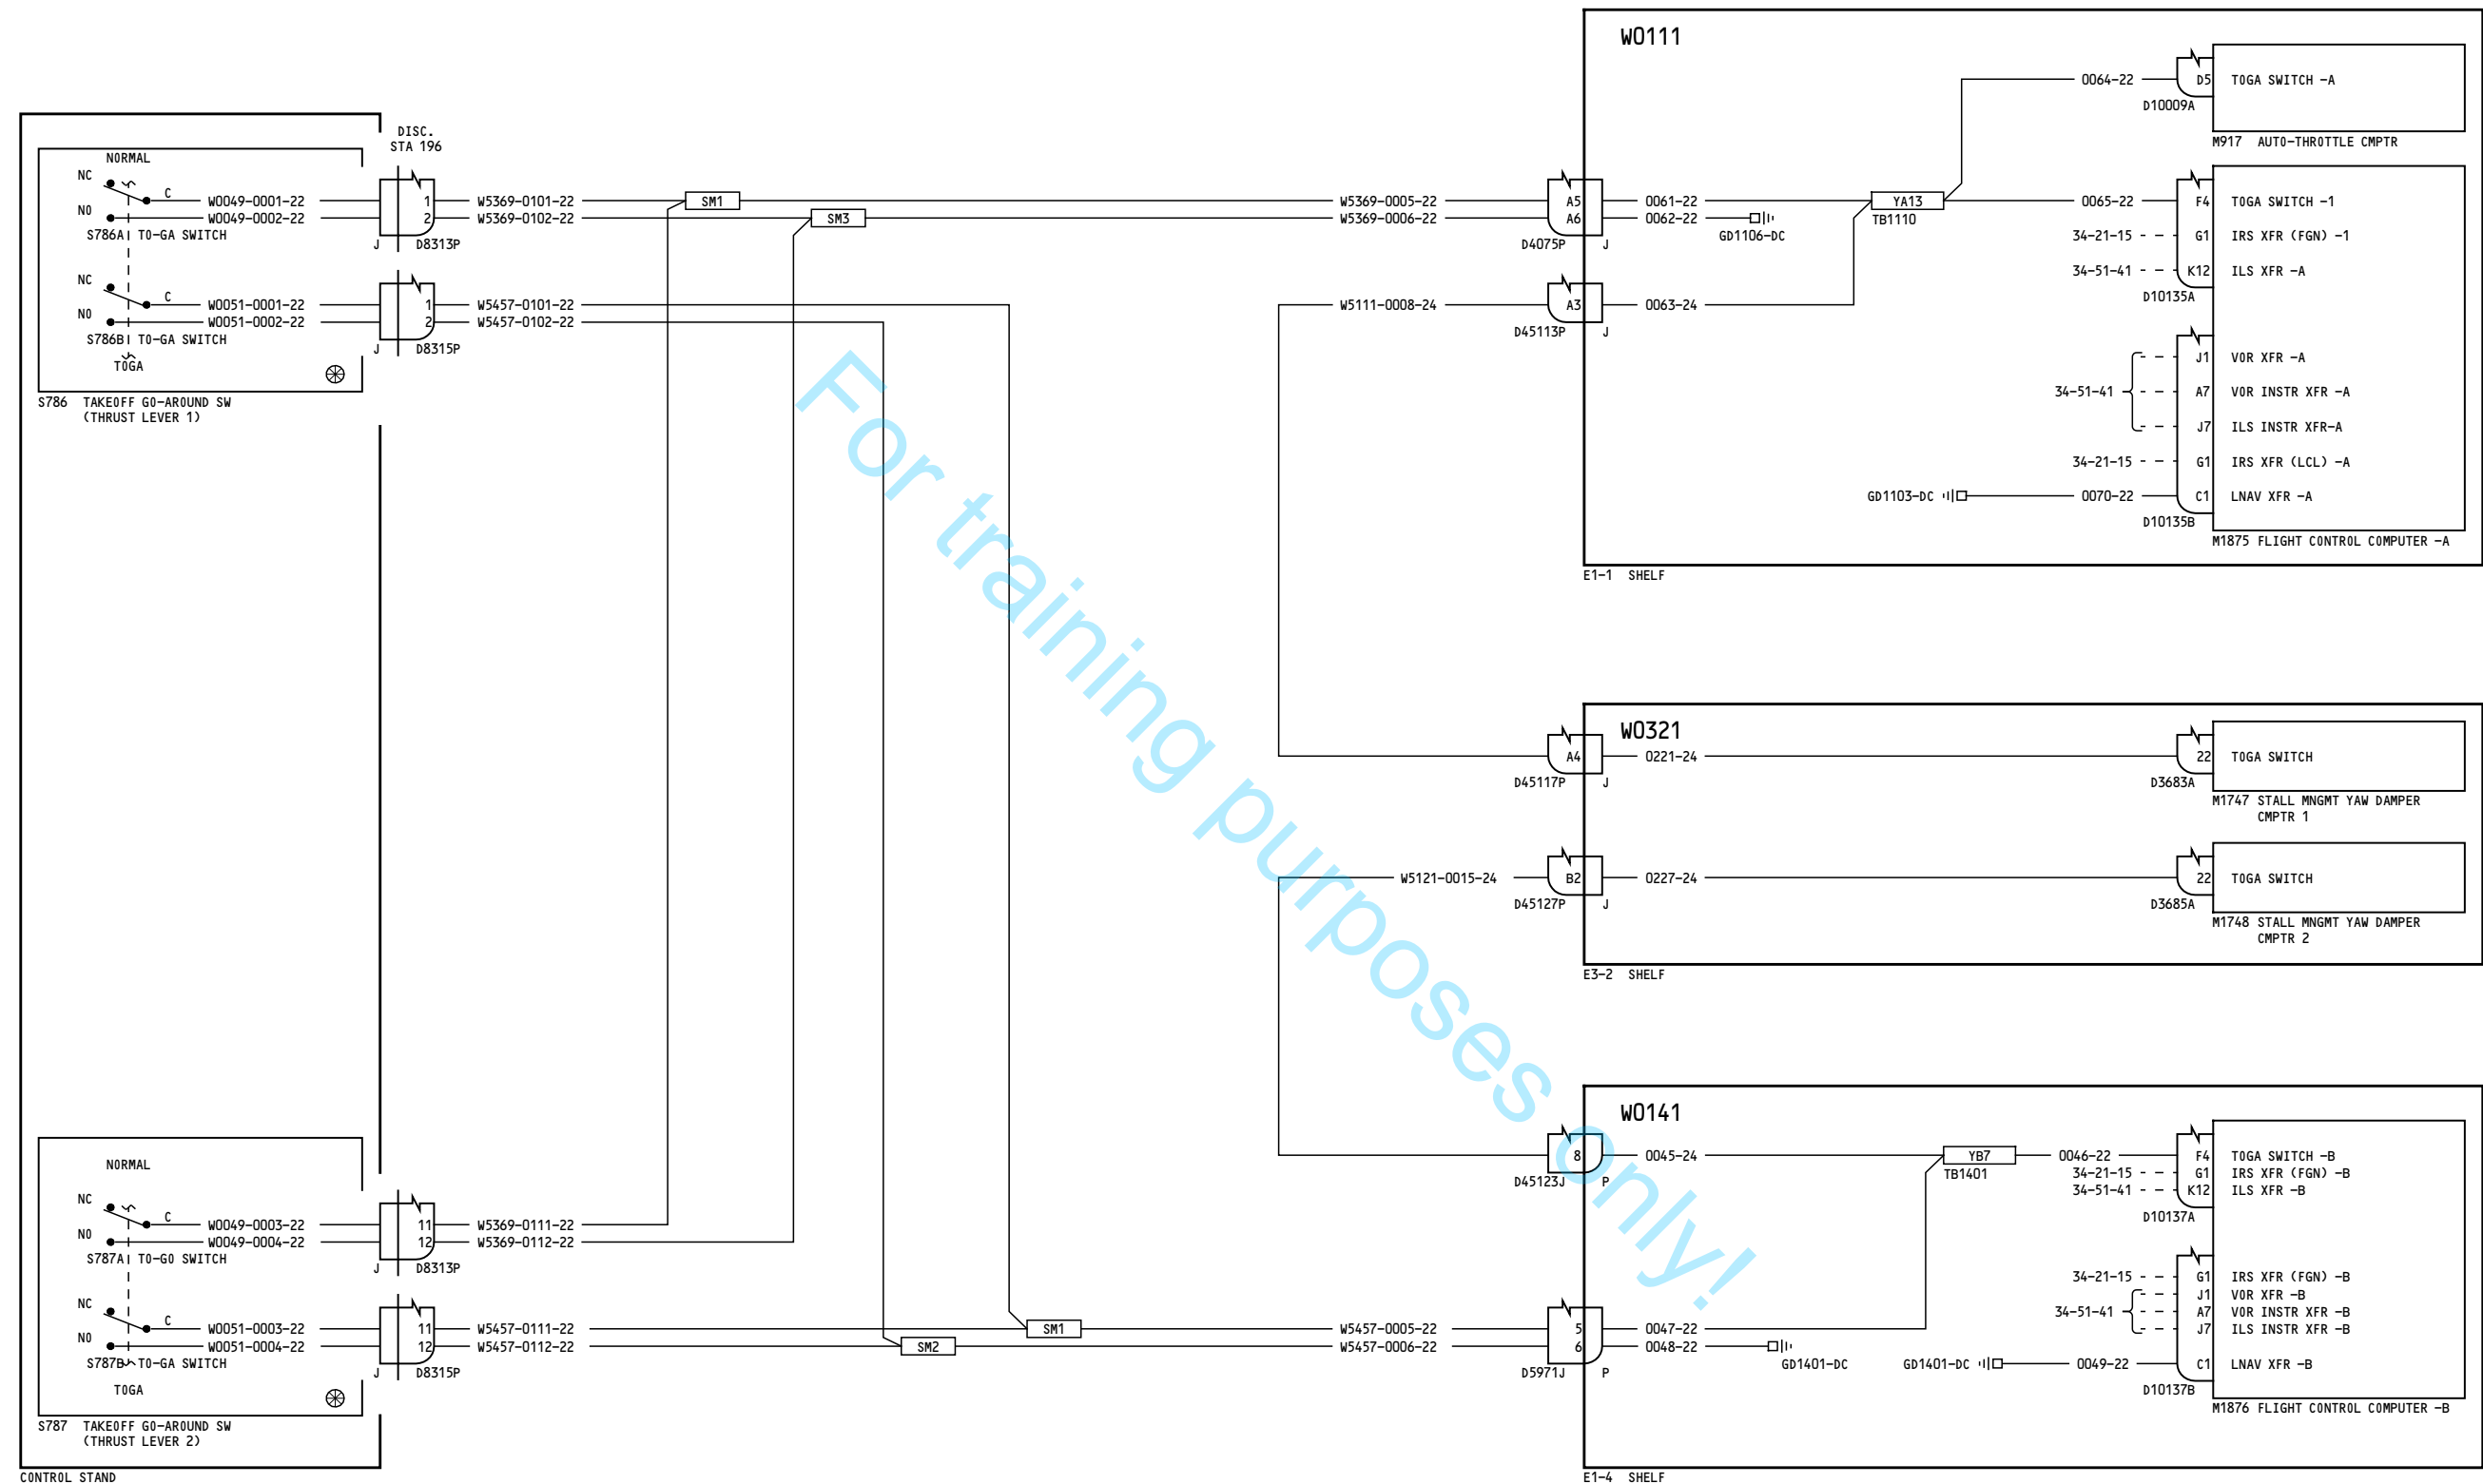 NORMAL
NC
C
NO
W0049-0001-22
W0049-0002-22
S786A TO-GA SWITCH
NC
C
NO
W0051-0001-22
W0051-0002-22
S786B TO-GA SWITCH
TOGA
S786 TAKEOFF GO-AROUND SW
(THRUST LEVER 1)
DISC.
STA 196
1
2
J D8313P
1
2
J D8315P
W5369-0101-22
W5369-0102-22
W5457-0101-22
W5457-0102-22
SM1
SM3
NORMAL
NC
C
NO
W0049-0003-22
W0049-0004-22
S787A TO-GO SWITCH
NC
C
NO
W0051-0003-22
W0051-0004-22
S787B TO-GA SWITCH
TOGA
S787 TAKEOFF GO-AROUND SW
(THRUST LEVER 2)
CONTROL STAND
11
12
J D8313P
11
12
J D8315P
W5369-0111-22
W5369-0112-22
W5457-0111-22
W5457-0112-22
SM1
SM2
W5369-0005-22
W5369-0006-22
W5111-0008-24
W5121-0015-24
W5457-0005-22
W5457-0006-22
W0111
A5
A6
D4075P J
A3
D45113P J
0061-22
0062-22
GD1106-DC
0063-24
YA13
TB1110
0064-22
D5
D10009A
TOGA SWITCH -A
M917 AUTO-THROTTLE CMPTR
0065-22
F4
TOGA SWITCH -1
34-21-15
G1
IRS XFR (FGN) -1
34-51-41
K12
ILS XFR -A
D10135A
34-51-41
J1
VOR XFR -A
A7
VOR INSTR XFR -A
J7
ILS INSTR XFR-A
34-21-15
G1
IRS XFR (LCL) -A
GD1103-DC
0070-22
C1
LNAV XFR -A
D10135B
M1875 FLIGHT CONTROL COMPUTER -A
E1-1 SHELF
W0321
A4
D45117P J
0221-24
22
D3683A
TOGA SWITCH
M1747 STALL MNGMT YAW DAMPER
CMPTR 1
B2
D45127P J
0227-24
22
D3685A
TOGA SWITCH
M1748 STALL MNGMT YAW DAMPER
CMPTR 2
E3-2 SHELF
W0141
8
D45123J P
0045-24
YB7
TB1401
0046-22
F4
TOGA SWITCH -B
34-21-15
G1
IRS XFR (FGN) -B
34-51-41
K12
ILS XFR -B
D10137A
34-21-15
G1
IRS XFR (FGN) -B
34-51-41
J1
VOR XFR -B
A7
VOR INSTR XFR -B
J7
ILS INSTR XFR -B
5
6
D5971J P
0047-22
0048-22
GD1401-DC
GD1401-DC
0049-22
C1
LNAV XFR -B
D10137B
M1876 FLIGHT CONTROL COMPUTER -B
E1-4 SHELF
For training purposes only!